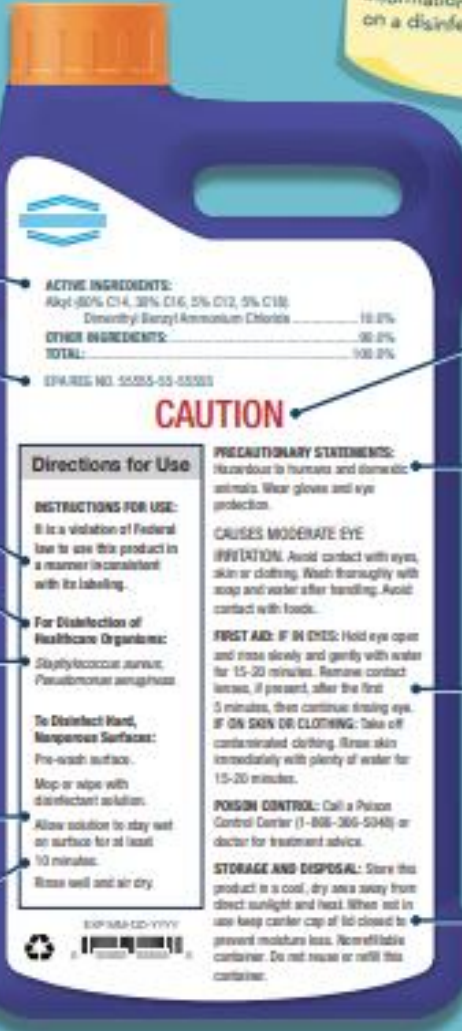 on a disinfe
ACTIVE INGREDIENTS:
Alkyl (60% C14, 30% C16, 5% C12, 5% C18)
Dimenthyl Benzyl Ammonium Chloride 10.0%
OTHER INGREDIENTS: 90.0%
TOTAL: 100.0%
EPA REG NO. 55555-55-55555
CAUTION
Directions for Use
INSTRUCTIONS FOR USE:
It is a violation of Federal
law to use this product in
a manner inconsistent
with its labeling.
For Disinfection of
Healthcare Organisms:
Staphylococcus aureus,
Pseudomonas aeruginosa
To Disinfect Hard,
Nonporous Surfaces:
Pre-wash surface.
Mop or wipe with
disinfectant solution.
Allow solution to stay wet
on surface for at least
10 minutes.
Rinse well and air dry.
PRECAUTIONARY STATEMENTS:
Hazardous to humans and domestic
animals. Wear gloves and eye
protection.
CAUSES MODERATE EYE
IRRITATION. Avoid contact with eyes,
skin or clothing. Wash thoroughly with
soap and water after handling. Avoid
contact with foods.
FIRST AID: IF IN EYES: Hold eye open
and rinse slowly and gently with water
for 15-20 minutes. Remove contact
lenses, if present, after the first
5 minutes, then continue rinsing eye.
IF ON SKIN OR CLOTHING: Take off
contaminated clothing. Rinse skin
immediately with plenty of water for
15-20 minutes.
POISON CONTROL: Call a Poison
Control Center (1-866-366-5048) or
doctor for treatment advice.
STORAGE AND DISPOSAL: Store this
product in a cool, dry area away from
direct sunlight and heat. When not in
use keep center cap of lid closed to
prevent moisture loss. Nonrefillable
container. Do not reuse or refill this
container.
EXP MM-DD-YYYY